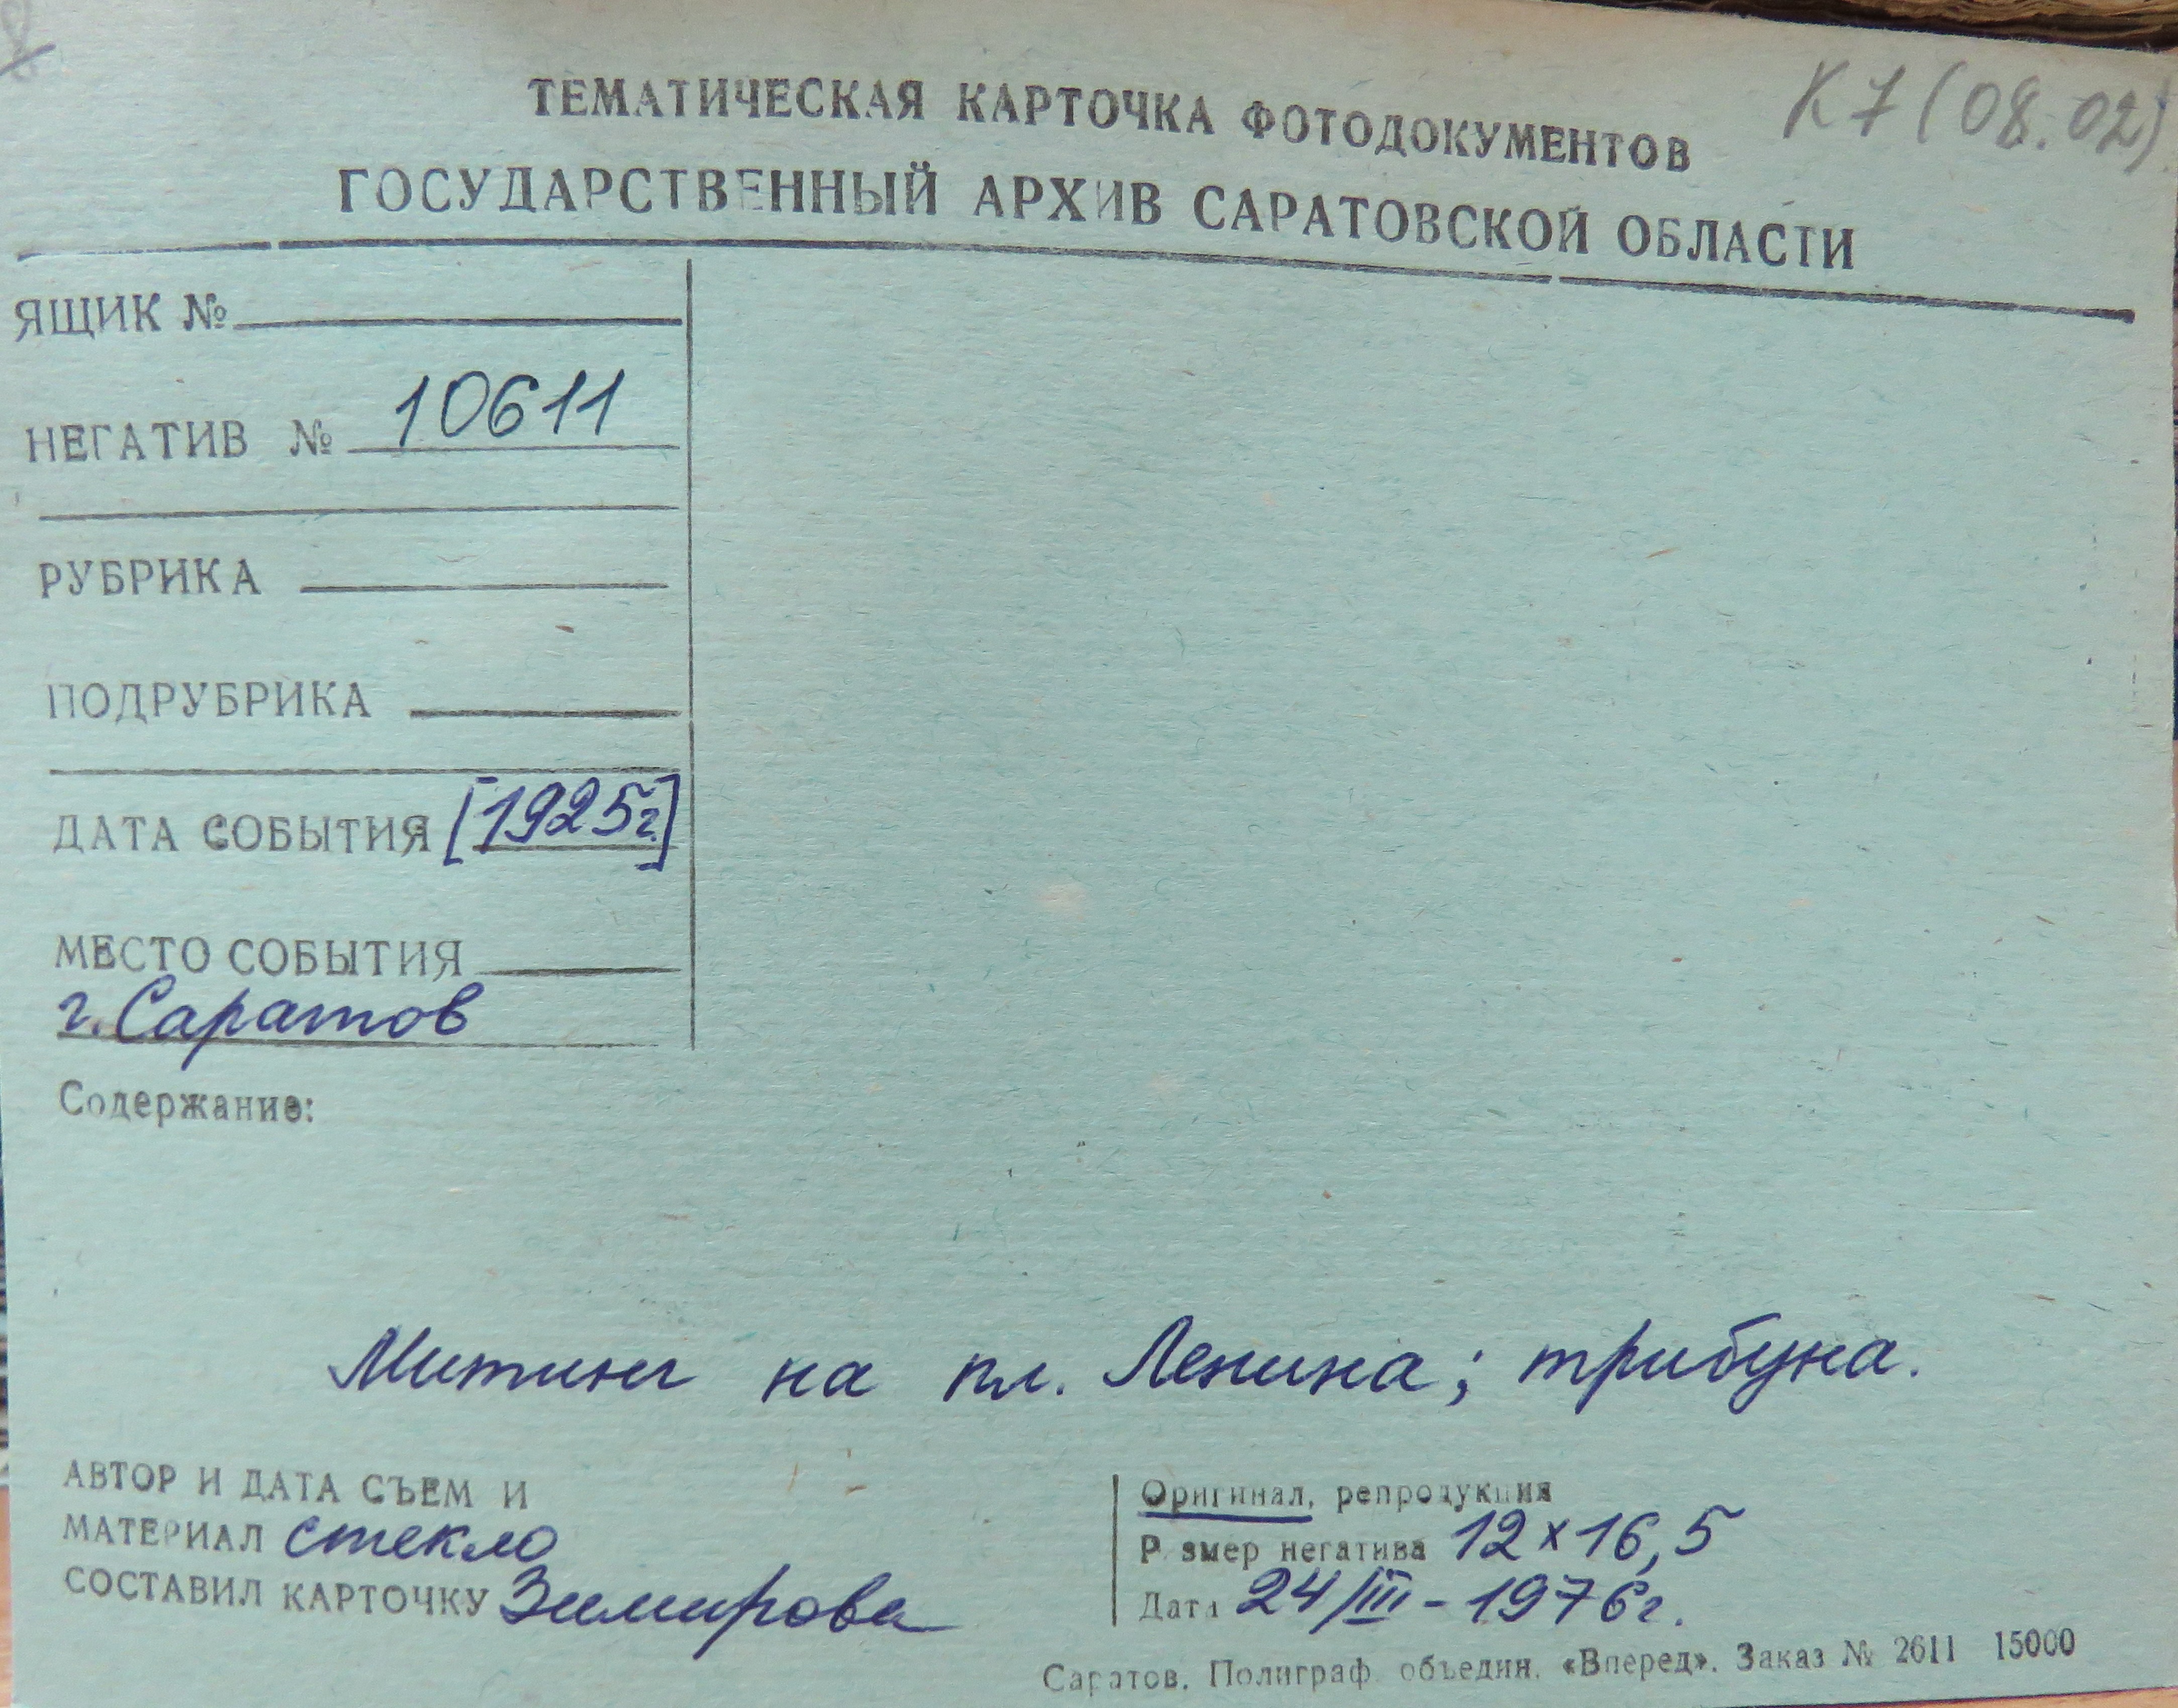 К7(08.02)
ТЕМАТИЧЕСКАЯ КАРТОЧКА ФОТОДОКУМЕНТОВ
ГОСУДАРСТВЕННЫЙ АРХИВ САРАТОВСКОЙ ОБЛАСТИ
ЯЩИК №
НЕГАТИВ № 10611
РУБРИКА
ПОДРУБРИКА
ДАТА СОБЫТИЯ [1925г.]
МЕСТО СОБЫТИЯ
г. Саратов
Содержание:
Митинг на пл. Ленина; трибуна.
АВТОР И ДАТА СЪЕМ И
МАТЕРИАЛ стекло
СОСТАВИЛ КАРТОЧКУ Зимирова
Оригинал, репродукция
Размер негатива 12×16,5
Дата 24/III-1976г.
Саратов. Полиграф. объедин. «Вперед». Заказ № 2611 15000